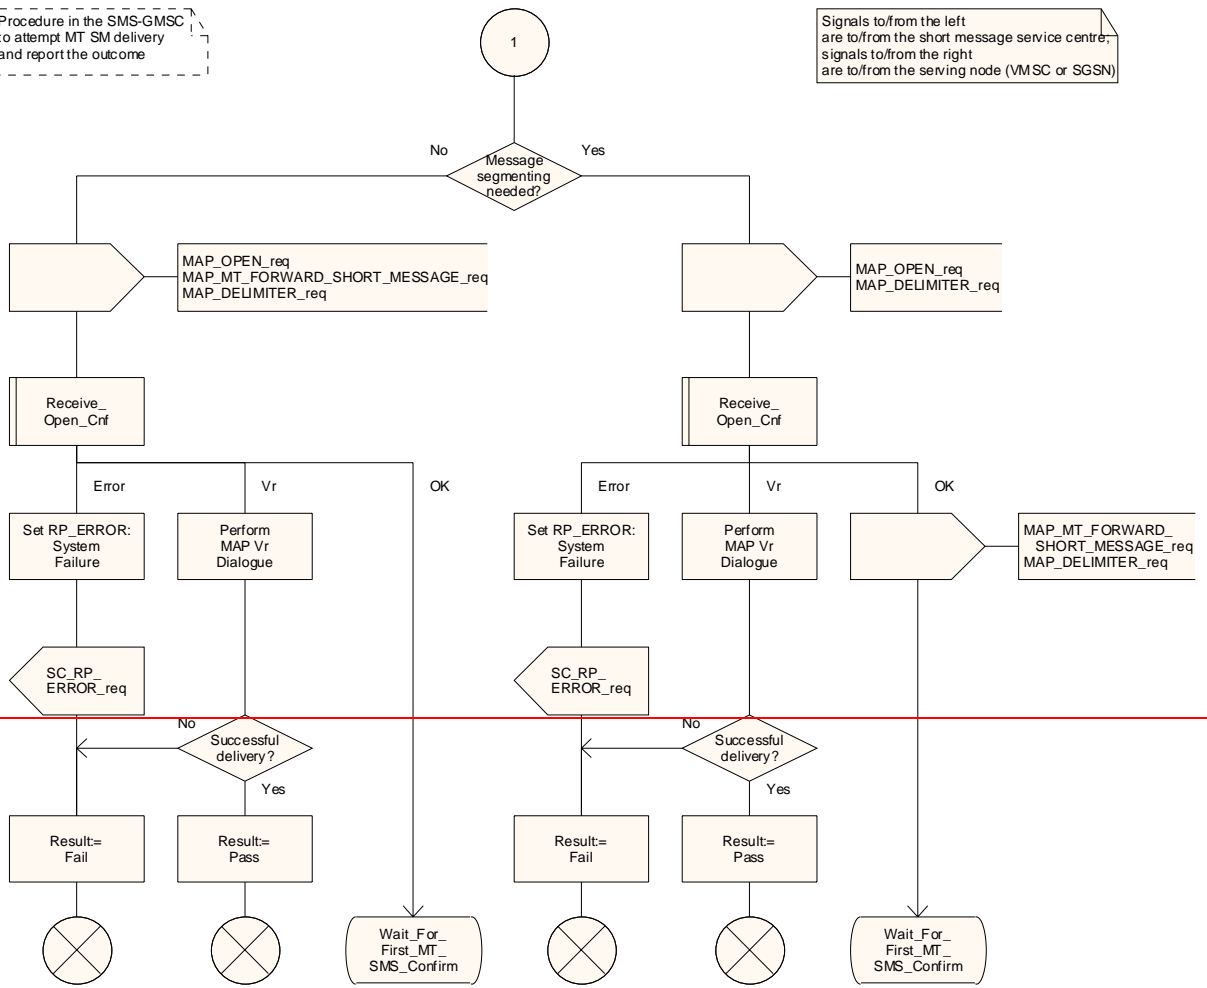 Procedure in the SMS-GMSC
to attempt MT SM delivery
and report the outcome
1
Signals to/from the left
are to/from the short message service centre;
signals to/from the right
are to/from the serving node (VMSC or SGSN)
No
Yes
Message
segmenting
needed?
MAP_OPEN_req
MAP_MT_FORWARD_SHORT_MESSAGE_req
MAP_DELIMITER_req
MAP_OPEN_req
MAP_DELIMITER_req
Receive_
Open_Cnf
Receive_
Open_Cnf
Error
Vr
OK
Error
Vr
OK
Set RP_ERROR:
System
Failure
Perform
MAP Vr
Dialogue
Set RP_ERROR:
System
Failure
Perform
MAP Vr
Dialogue
MAP_MT_FORWARD_
SHORT_MESSAGE_req
MAP_DELIMITER_req
SC_RP_
ERROR_req
SC_RP_
ERROR_req
No
Successful
delivery?
Yes
No
Successful
delivery?
Yes
Result:=
Fail
Result:=
Pass
Result:=
Fail
Result:=
Pass
Wait_For_
First_MT_
SMS_Confirm
Wait_For_
First_MT_
SMS_Confirm